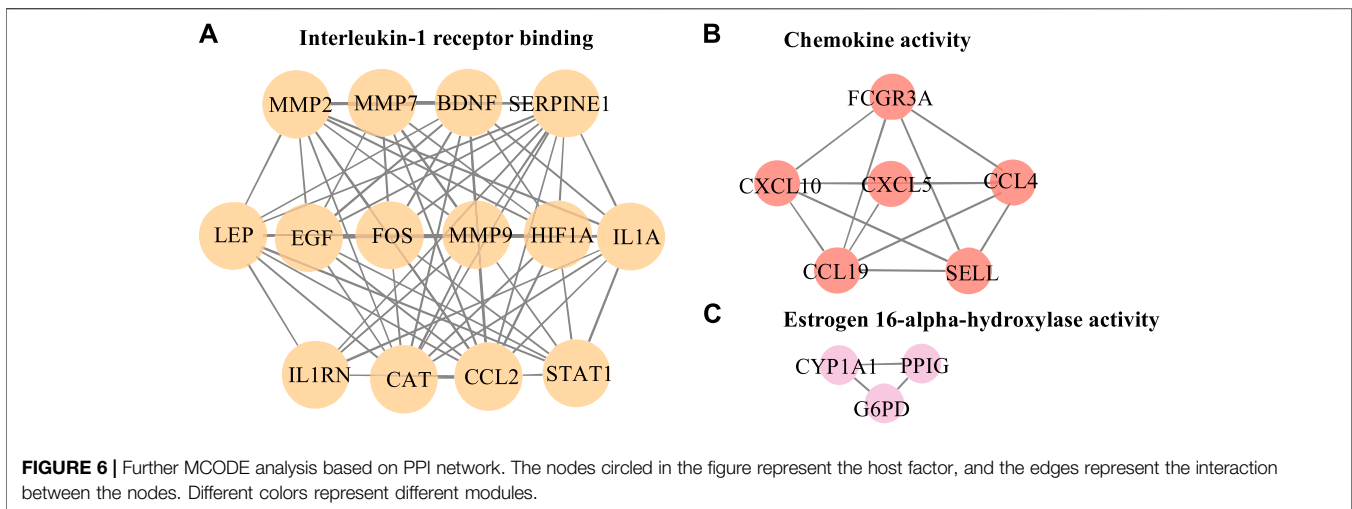 A
Interleukin-1 receptor binding
MMP2
MMP7
BDNF
SERPINE1
LEP
EGF
FOS
MMP9
HIF1A
IL1A
IL1RN
CAT
CCL2
STAT1
B
Chemokine activity
FCGR3A
CXCL10
CXCL5
CCL4
CCL19
SELL
C
Estrogen 16-alpha-hydroxylase activity
CYP1A1
PPIG
G6PD
FIGURE 6 | Further MCODE analysis based on PPI network. The nodes circled in the figure represent the host factor, and the edges represent the interaction
between the nodes. Different colors represent different modules.